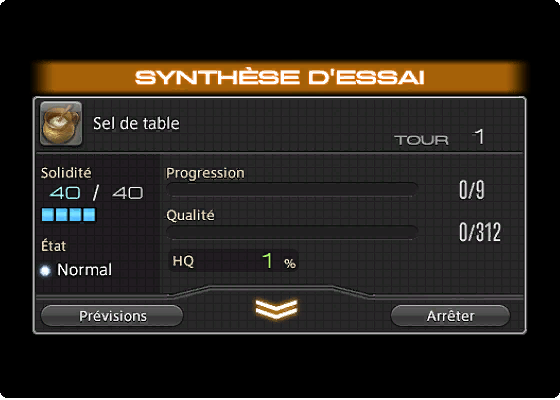 SYNTHÈSE D'ESSAI
Sel de table
TOUR 1
Solidité
40 / 40
Progression
0/9
Qualité
0/312
État
Normal
HQ 1 %
Prévisions
Arrêter